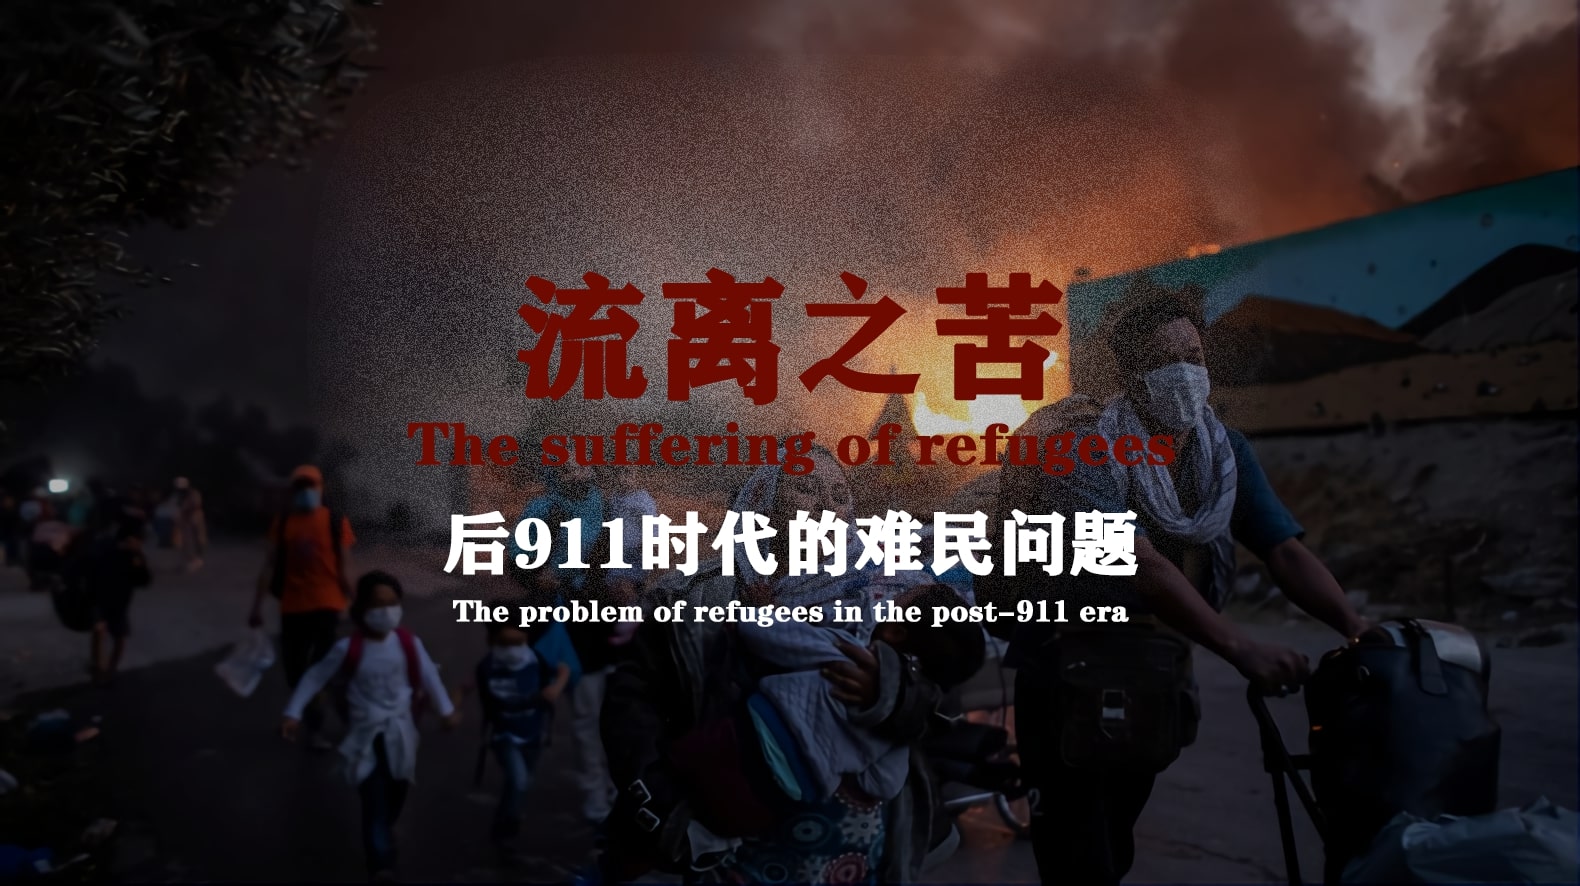 流离之苦
The suffering of refugees
后911时代的难民问题
The problem of refugees in the post-911 era